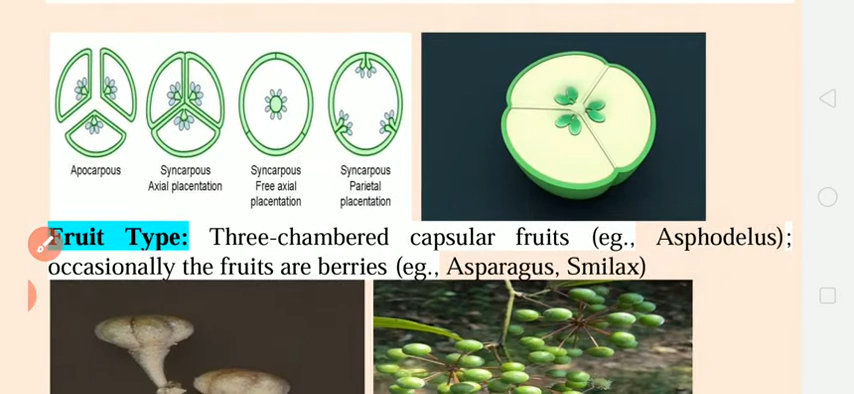 Apocarpous
Syncarpous
Axial placentation
Syncarpous
Free axial
placentation
Syncarpous
Parietal
placentation
Fruit Type: Three-chambered capsular fruits (eg., Asphodelus);
occasionally the fruits are berries (eg., Asparagus, Smilax)